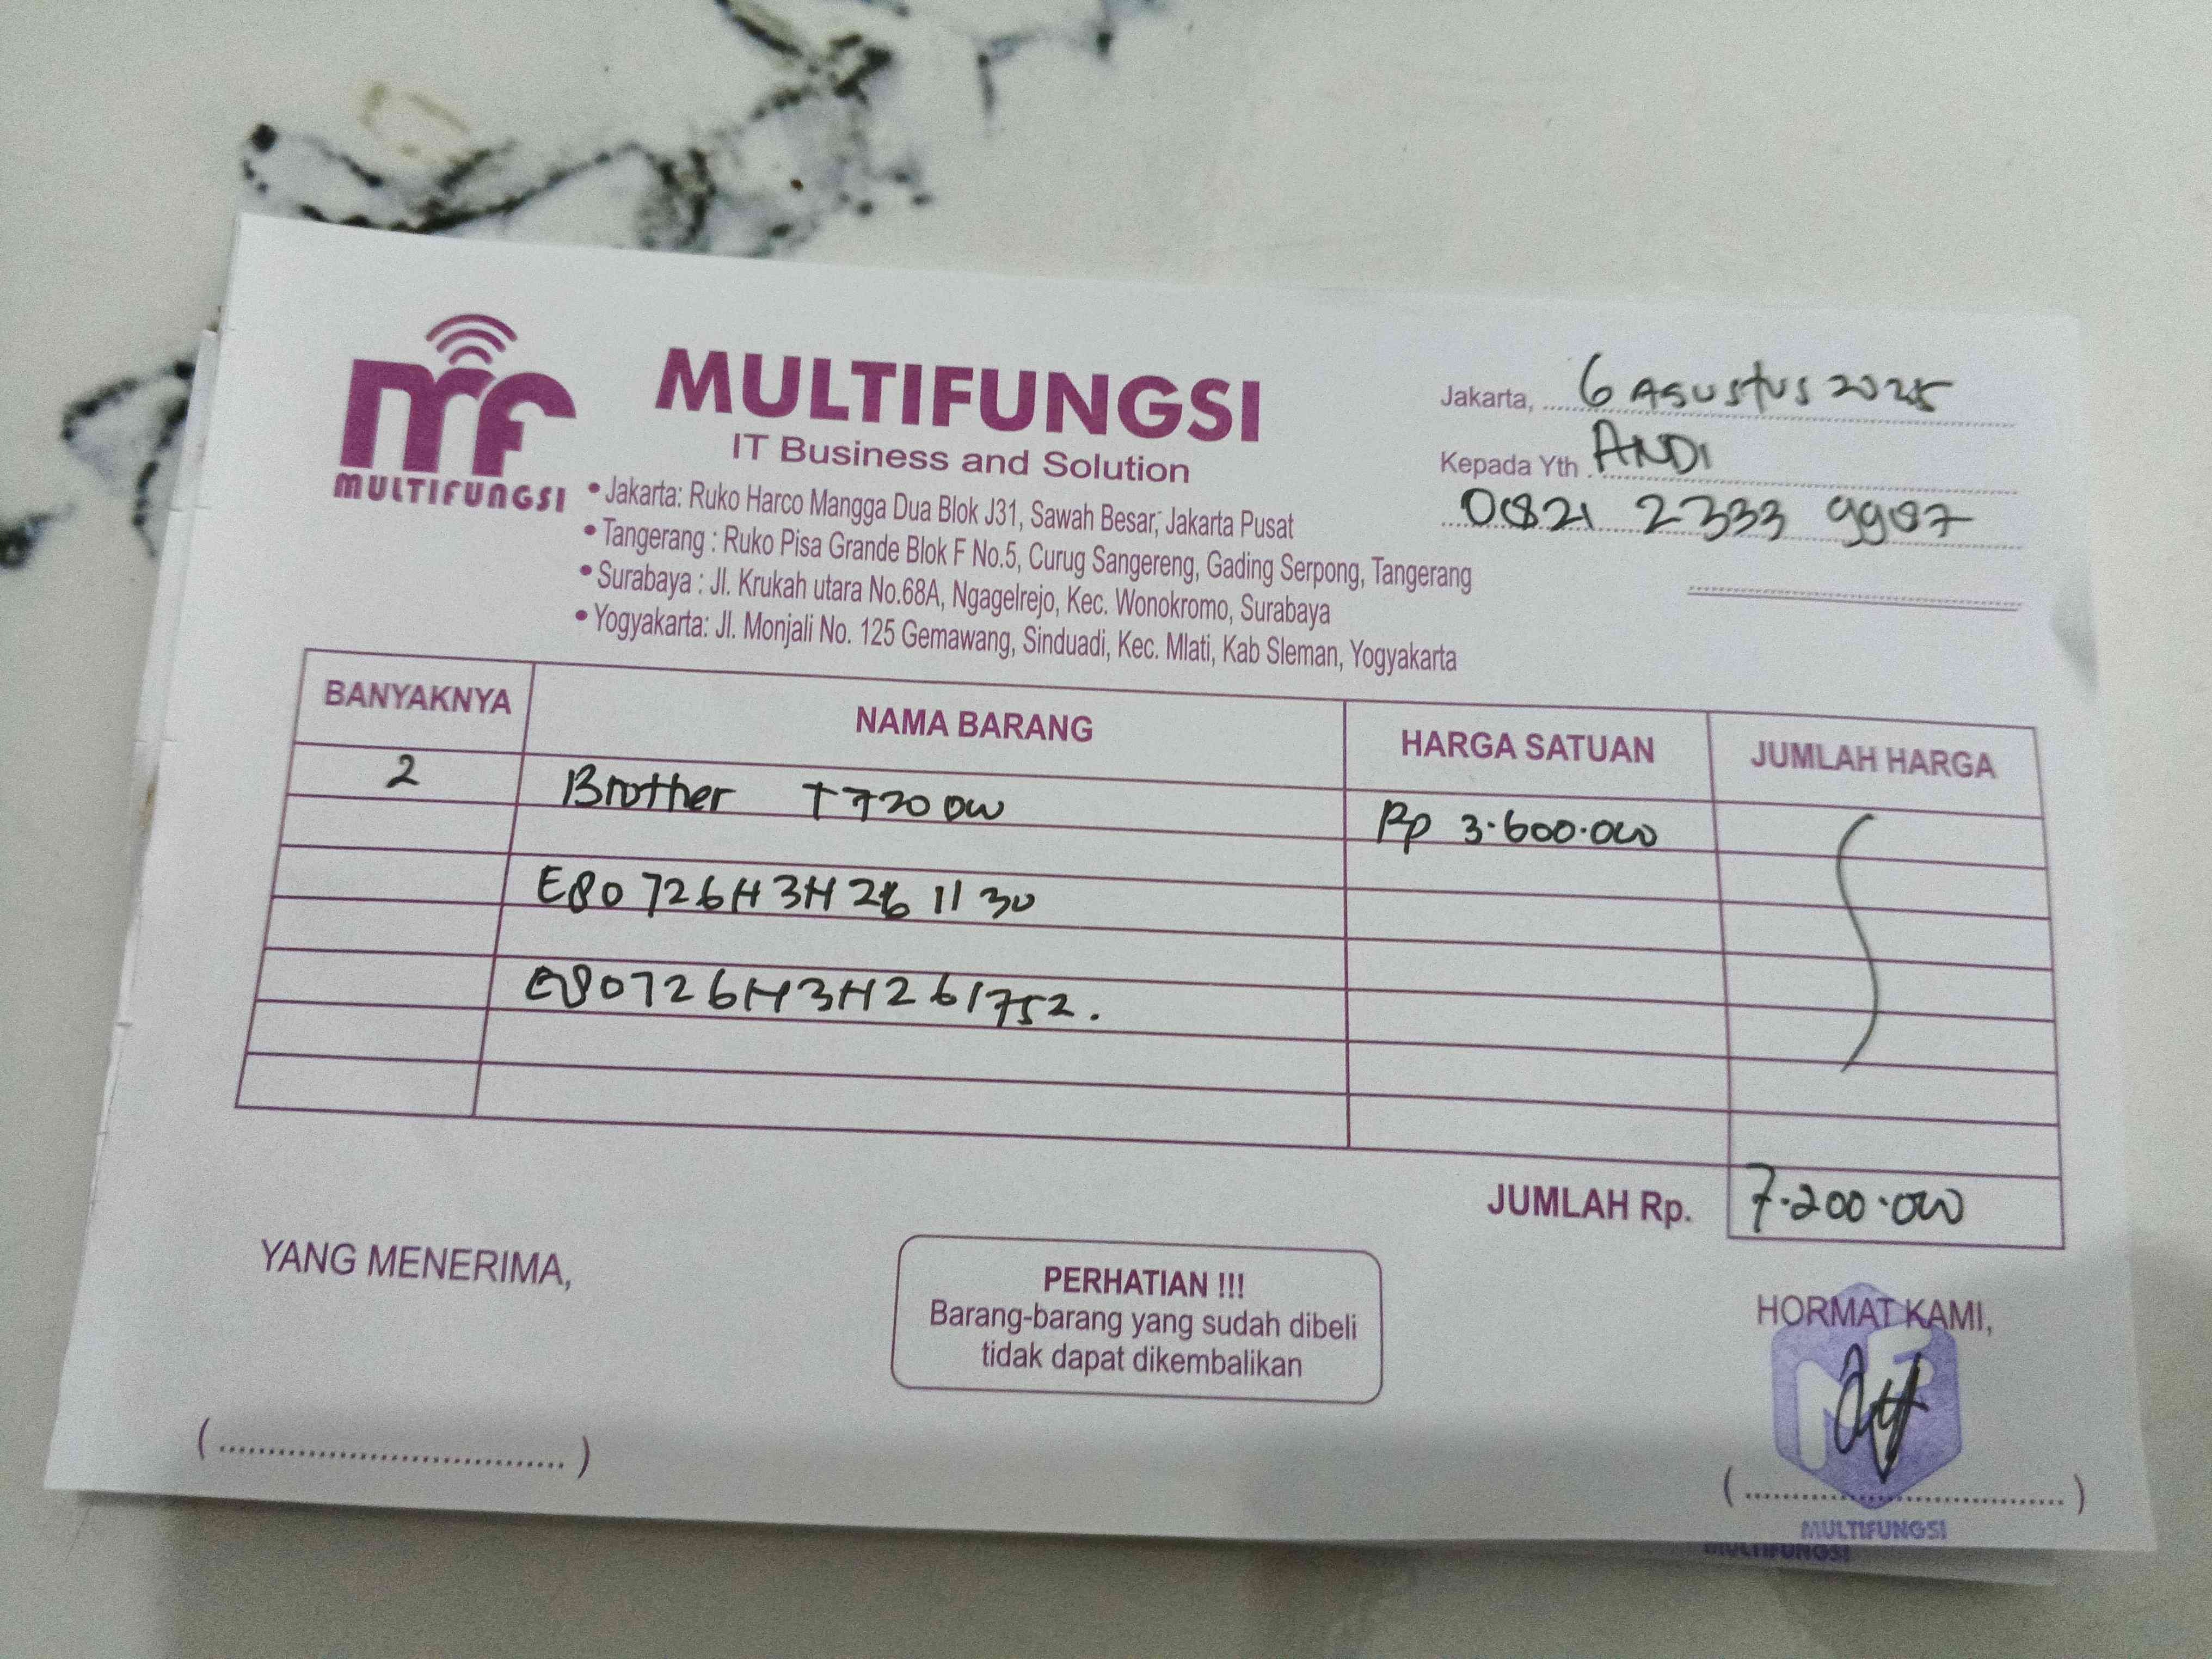 mf
MULTIFUNGSI
MULTIFUNGSI
IT Business and Solution
• Jakarta: Ruko Harco Mangga Dua Blok J31, Sawah Besar, Jakarta Pusat
• Tangerang : Ruko Pisa Grande Blok F No.5, Curug Sangereng, Gading Serpong, Tangerang
• Surabaya : Jl. Krukah utara No.68A, Ngagelrejo, Kec. Wonokromo, Surabaya
• Yogyakarta: Jl. Monjali No. 125 Gemawang, Sinduadi, Kec. Mlati, Kab Sleman, Yogyakarta
Jakarta, 6 Agustus 2025
Kepada Yth. ANDI
0821 2333 9987
BANYAKNYA NAMA BARANG HARGA SATUAN JUMLAH HARGA
2 Brother T720DW Rp 3.600.000
E80726H3H261130
E80726H3H261752.
JUMLAH Rp. 7.200.000
YANG MENERIMA,
(..............................)
PERHATIAN !!!
Barang-barang yang sudah dibeli
tidak dapat dikembalikan
HORMAT KAMI,
(..............................)
MULTIFUNGSI
MULTIFUNGSI